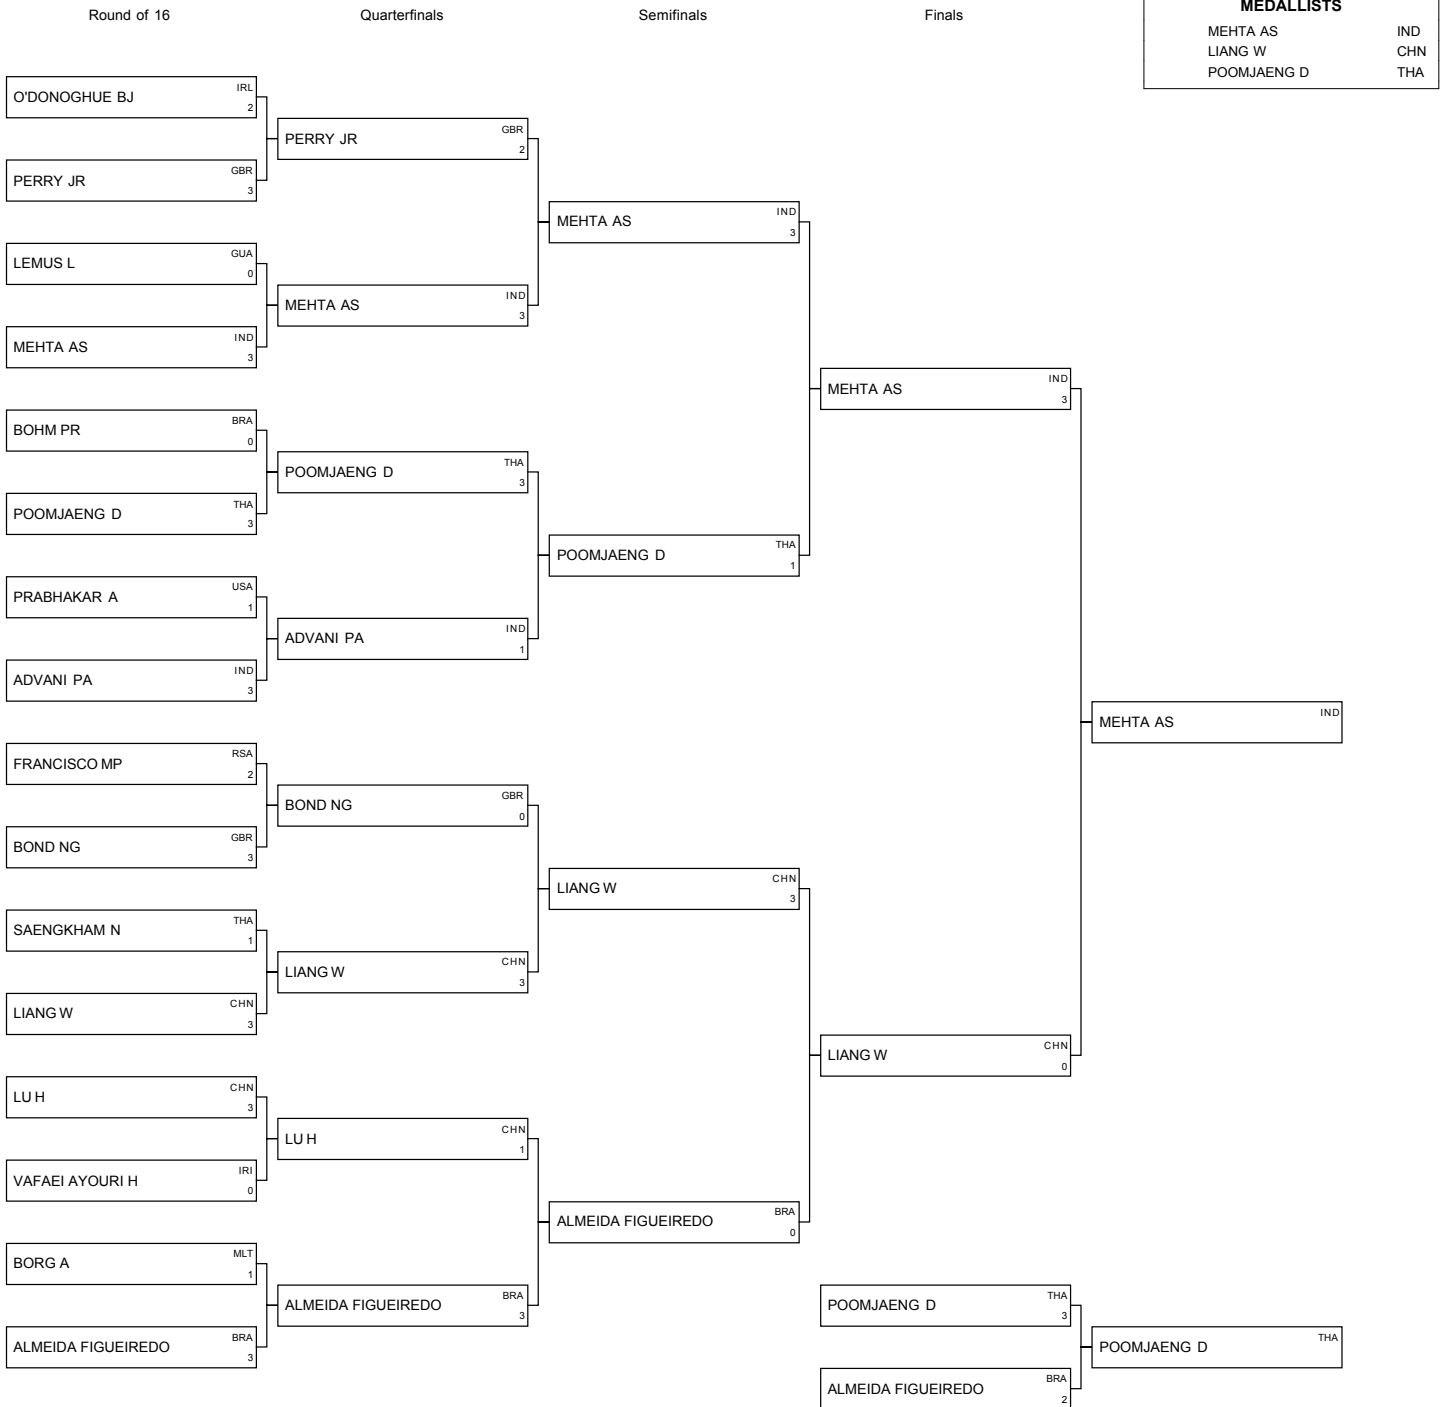 Round of 16
Quarterfinals
Semifinals
Finals
MEDALLISTS
MEHTA AS IND
LIANG W CHN
POOMJAENG D THA
O'DONOGHUE BJ IRL 2
PERRY JR GBR 3
LEMUS L GUA 0
MEHTA AS IND 3
BOHM PR BRA 0
POOMJAENG D THA 3
PRABHAKAR A USA 1
ADVANI PA IND 3
FRANCISCO MP RSA 2
BOND NG GBR 3
SAENGKHAM N THA 1
LIANG W CHN 3
LU H CHN 3
VAFAEI AYOURI H IRI 0
BORG A MLT 1
ALMEIDA FIGUEIREDO BRA 3
PERRY JR GBR 2
MEHTA AS IND 3
POOMJAENG D THA 3
ADVANI PA IND 1
BOND NG GBR 0
LIANG W CHN 3
LU H CHN 1
ALMEIDA FIGUEIREDO BRA 3
MEHTA AS IND 3
POOMJAENG D THA 1
LIANG W CHN 3
ALMEIDA FIGUEIREDO BRA 0
MEHTA AS IND 3
LIANG W CHN 0
MEHTA AS IND
POOMJAENG D THA 3
ALMEIDA FIGUEIREDO BRA 2
POOMJAENG D THA